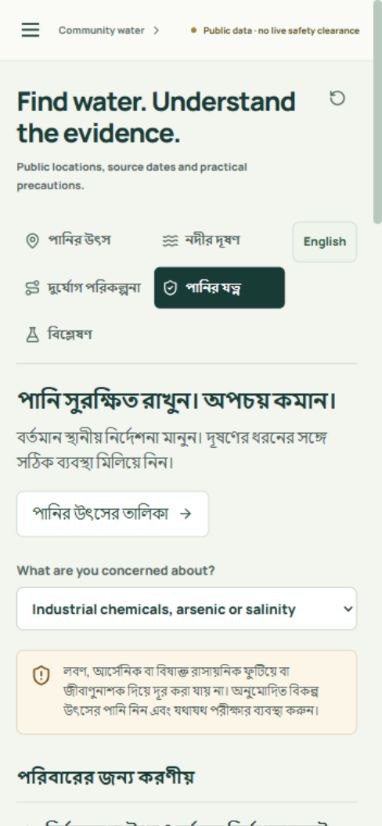 Community water
Public data · no live safety clearance
Find water. Understand
the evidence.
Public locations, source dates and practical
precautions.
পানির উৎস
নদীর দূষণ
English
দুর্যোগ পরিকল্পনা
পানির যত্ন
বিশ্লেষণ
পানি সুরক্ষিত রাখুন। অপচয় কমান।
বর্তমান স্থানীয় নির্দেশনা মানুন। দূষণের ধরনের সঙ্গে
সঠিক ব্যবস্থা মিলিয়ে নিন।
পানির উৎসের তালিকা
What are you concerned about?
Industrial chemicals, arsenic or salinity
লবণ, আর্সেনিক বা বিষাক্ত রাসায়নিক ফুটিয়ে বা
জীবাণুনাশক দিয়ে দূর করা যায় না। অনুমোদিত বিকল্প
উৎসের পানি নিন এবং যথাযথ পরীক্ষার ব্যবস্থা করুন।
পরিবারের জন্য করণীয়